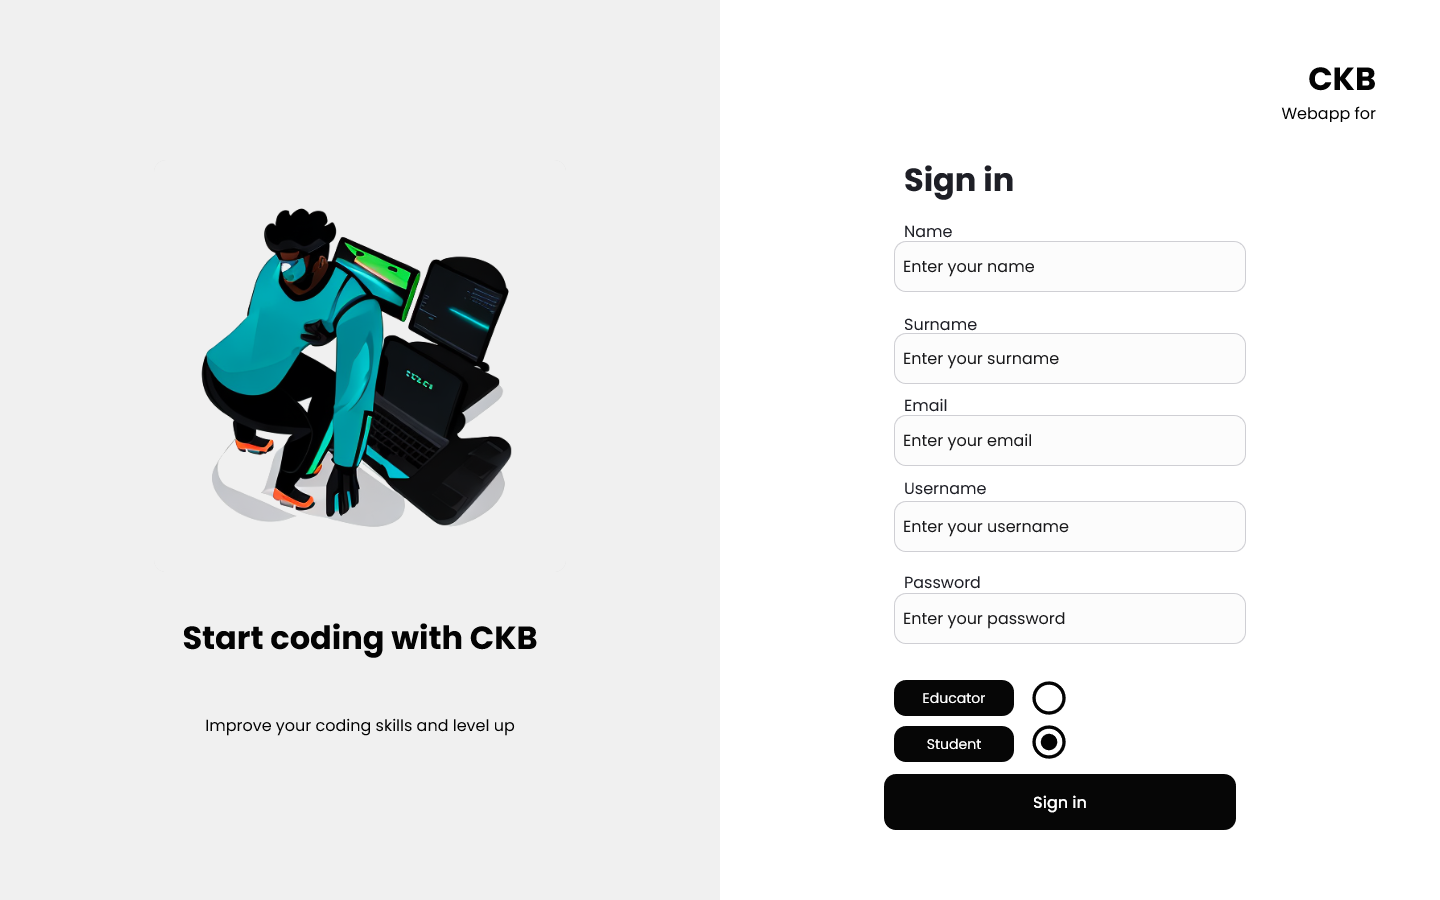 Start coding with CKB
Improve your coding skills and level up
CKB
Webapp for
Sign in
Name
Enter your name
Surname
Enter your surname
Email
Enter your email
Username
Enter your username
Password
Enter your password
Educator
Student
Sign in